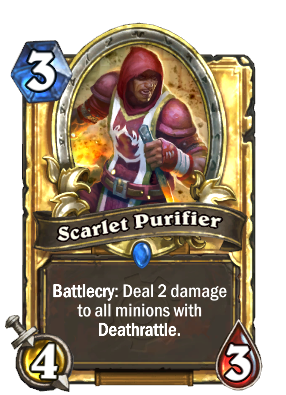 3
Scarlet Purifier
Battlecry: Deal 2 damage
to all minions with
Deathrattle.
4
3